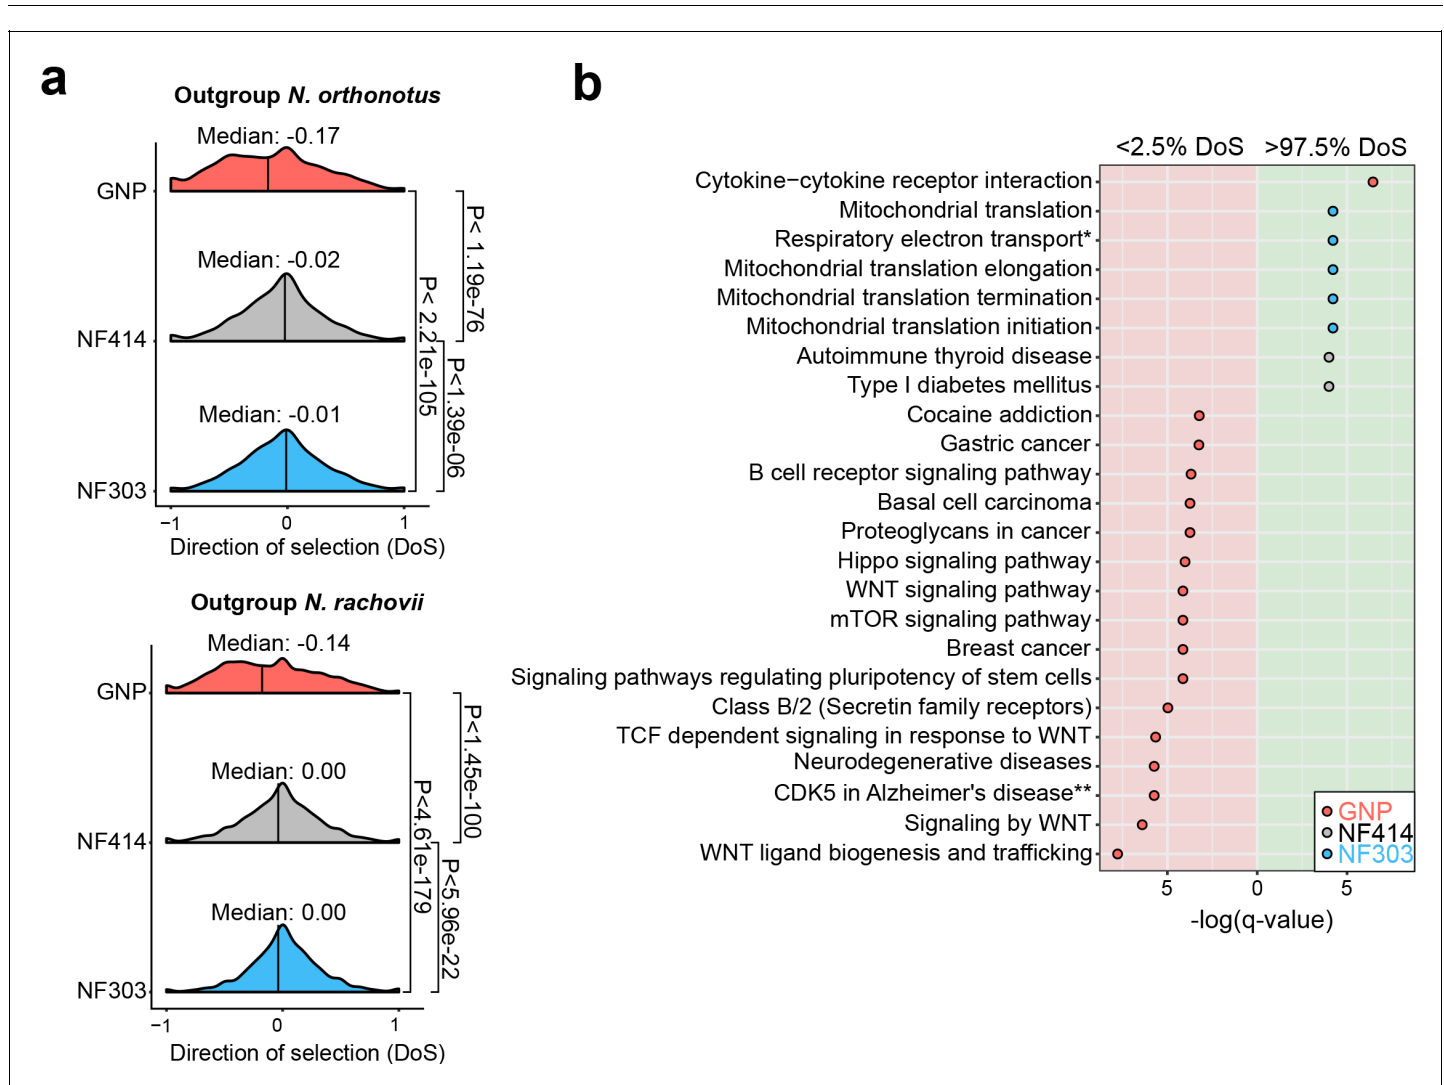 a
Outgroup N. orthonotus
Median: -0.17
GNP
Median: -0.02
NF414
Median: -0.01
NF303
P< 1.19e-76
P< 2.21e-105
P<1.39e-06
−1 0 1
Direction of selection (DoS)
Outgroup N. rachovii
Median: -0.14
GNP
Median: 0.00
NF414
Median: 0.00
NF303
P<1.45e-100
P<4.61e-179
P<5.96e-22
−1 0 1
Direction of selection (DoS)
b
<2.5% DoS >97.5% DoS
Cytokine−cytokine receptor interaction
Mitochondrial translation
Respiratory electron transport*
Mitochondrial translation elongation
Mitochondrial translation termination
Mitochondrial translation initiation
Autoimmune thyroid disease
Type I diabetes mellitus
Cocaine addiction
Gastric cancer
B cell receptor signaling pathway
Basal cell carcinoma
Proteoglycans in cancer
Hippo signaling pathway
WNT signaling pathway
mTOR signaling pathway
Breast cancer
Signaling pathways regulating pluripotency of stem cells
Class B/2 (Secretin family receptors)
TCF dependent signaling in response to WNT
Neurodegenerative diseases
CDK5 in Alzheimer's disease**
Signaling by WNT
WNT ligand biogenesis and trafficking
GNP
NF414
NF303
5 0 5
-log(q-value)